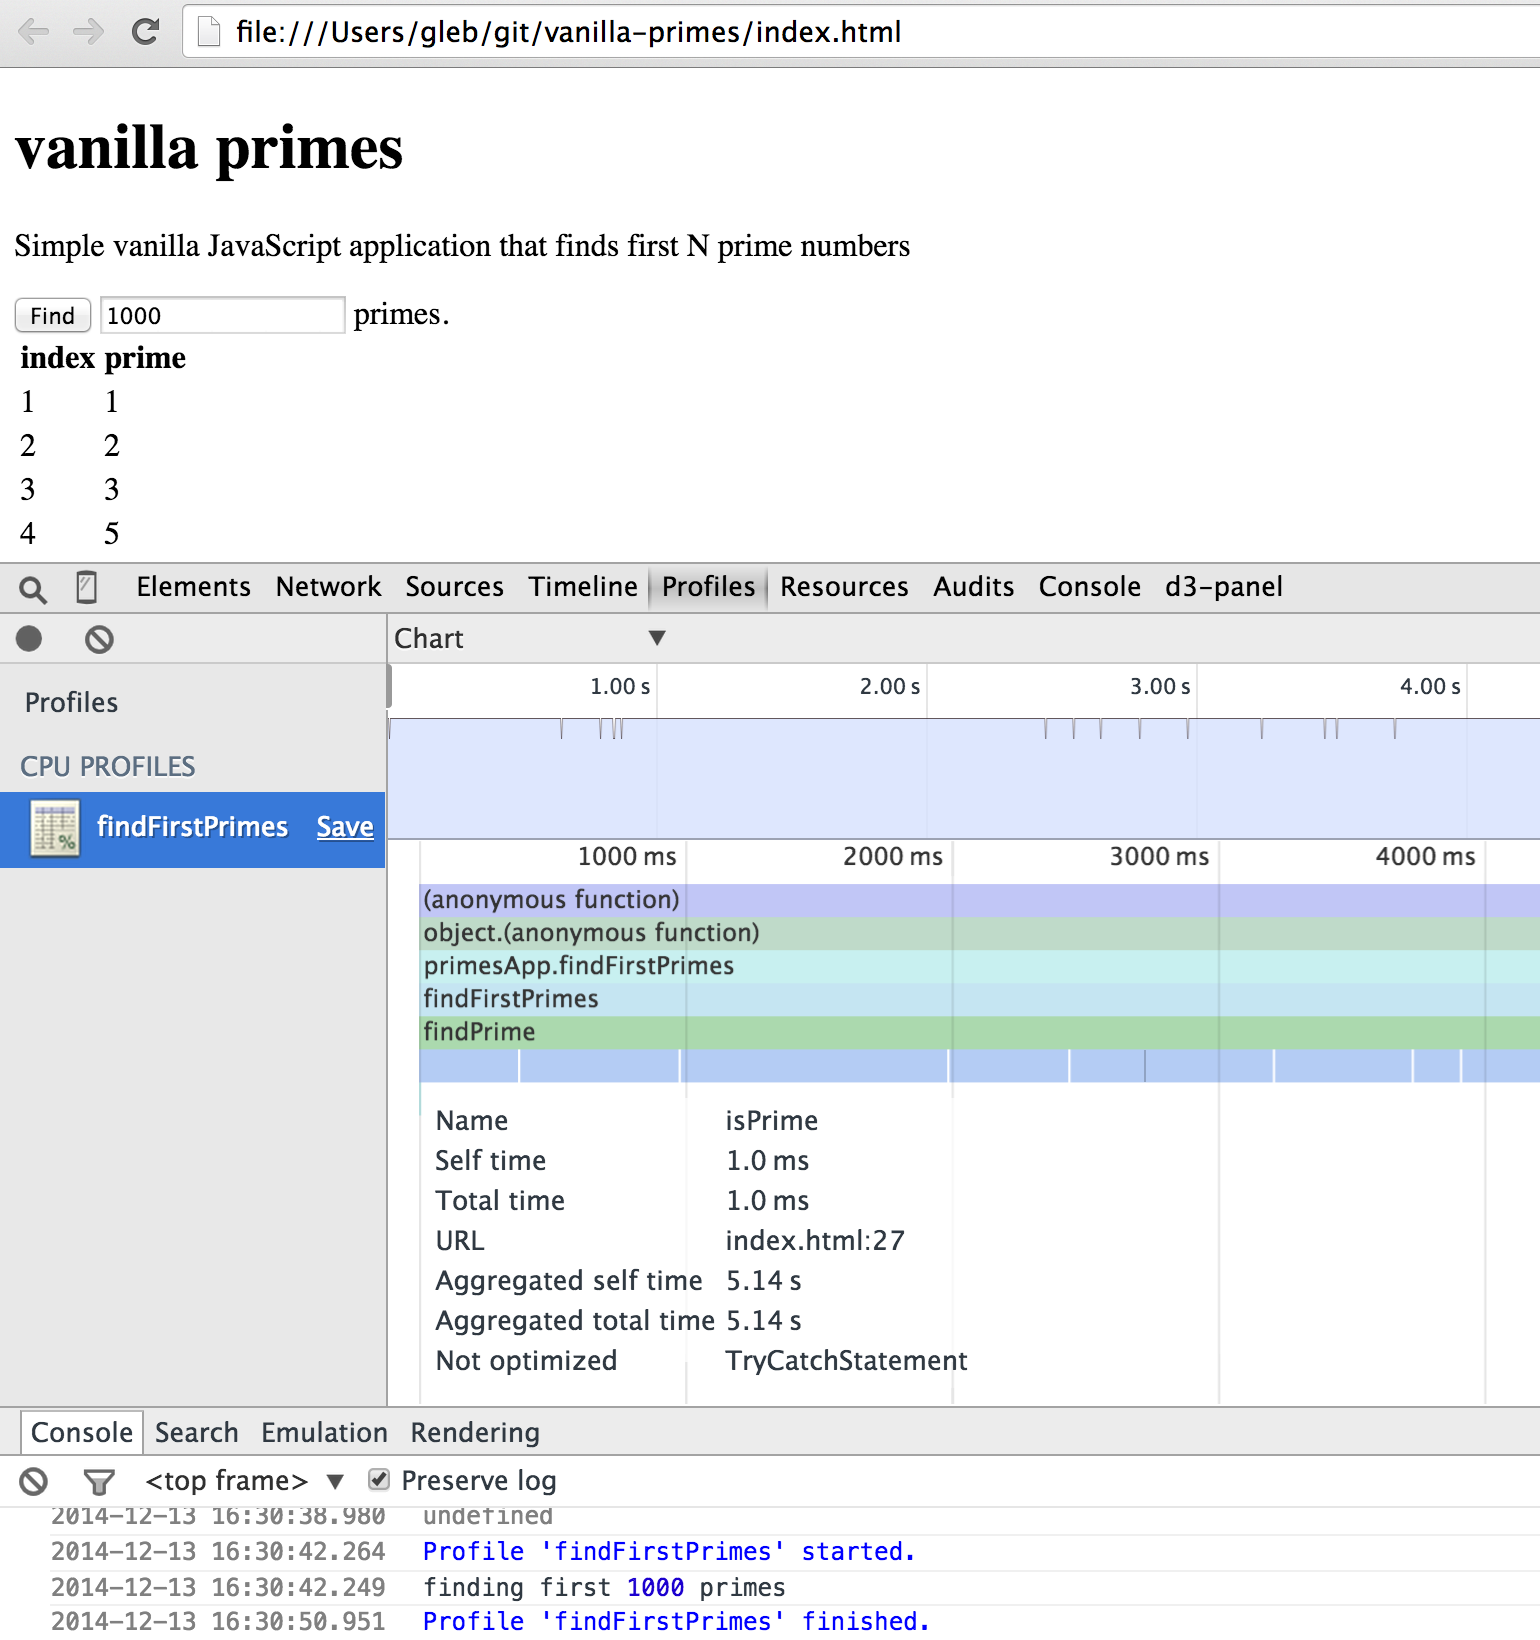 file:///Users/gleb/git/vanilla-primes/index.html
vanilla primes
Simple vanilla JavaScript application that finds first N prime numbers
Find 1000 primes.
index prime
1 1
2 2
3 3
4 5
Elements Network Sources Timeline Profiles Resources Audits Console d3-panel
Chart
Profiles
CPU PROFILES
findFirstPrimes Save
1.00 s 2.00 s 3.00 s 4.00 s
1000 ms 2000 ms 3000 ms 4000 ms
(anonymous function)
object.(anonymous function)
primesApp.findFirstPrimes
findFirstPrimes
findPrime
Name isPrime
Self time 1.0 ms
Total time 1.0 ms
URL index.html:27
Aggregated self time 5.14 s
Aggregated total time 5.14 s
Not optimized TryCatchStatement
Console Search Emulation Rendering
<top frame> Preserve log
2014-12-13 16:30:38.980 undefined
2014-12-13 16:30:42.264 Profile 'findFirstPrimes' started.
2014-12-13 16:30:42.249 finding first 1000 primes
2014-12-13 16:30:50.951 Profile 'findFirstPrimes' finished.